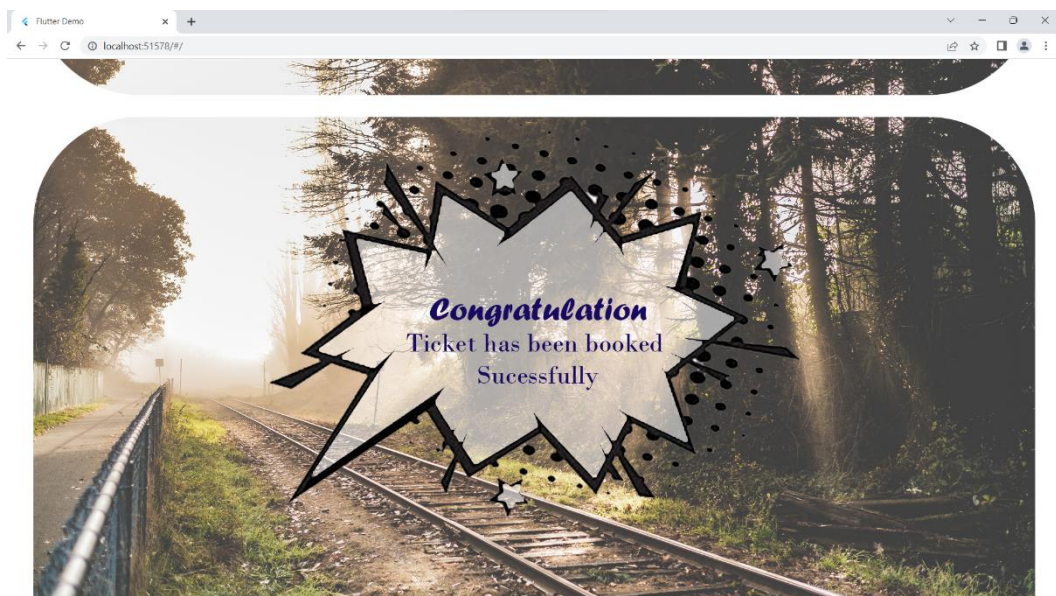 Flutter Demo
localhost:51578/#/
Congratulation
Ticket has been booked
Sucessfully